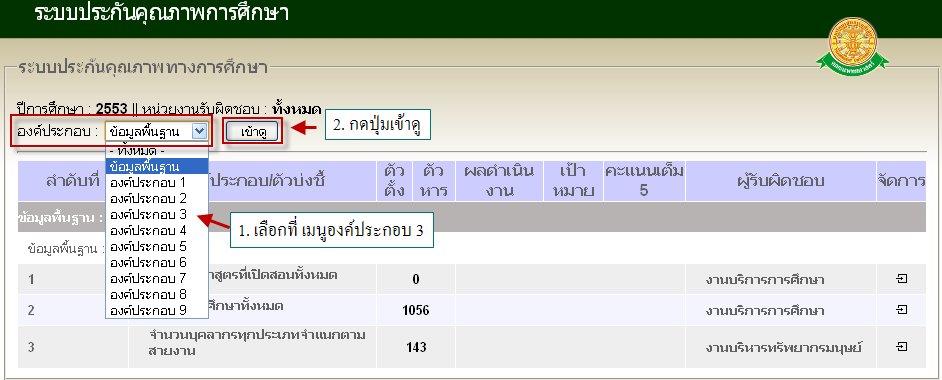 ระบบประกันคุณภาพการศึกษา
ระบบประกันคุณภาพทางการศึกษา
ปีการศึกษา : 2553 || หน่วยงานรับผิดชอบ : ทั้งหมด
องค์ประกอบ : ข้อมูลพื้นฐาน เข้าดู
2. กดปุ่มเข้าดู
- ทั้งหมด -
ข้อมูลพื้นฐาน
องค์ประกอบ 1
องค์ประกอบ 2
องค์ประกอบ 3
องค์ประกอบ 4
องค์ประกอบ 5
องค์ประกอบ 6
องค์ประกอบ 7
องค์ประกอบ 8
องค์ประกอบ 9
1. เลือกที่ เมนูองค์ประกอบ 3
ลำดับที่ ประกอบ/ตัวบ่งชี้ ตัวตั้ง ตัวหาร ผลดำเนินงาน เป้าหมาย คะแนนเต็ม 5 ผู้รับผิดชอบ จัดการ
ข้อมูลพื้นฐาน :
ข้อมูลพื้นฐาน :
1 สูตรที่เปิดสอนทั้งหมด 0 งานบริการการศึกษา
2 ศึกษาทั้งหมด 1056 งานบริการการศึกษา
3 จำนวนบุคลากรทุกประเภทจำแนกตาม 143 งานบริหารทรัพยากรมนุษย์
สายงาน